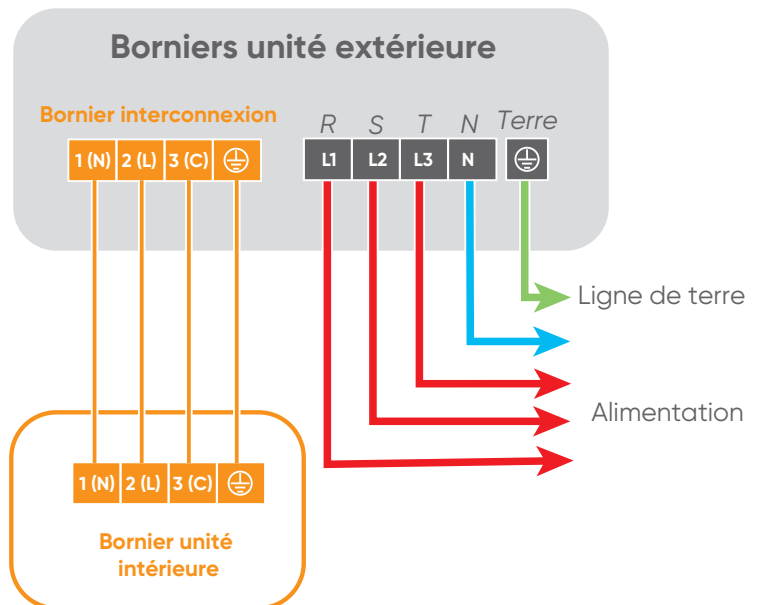 Borniers unité extérieure
Bornier interconnexion
R S T N Terre
1 (N) 2 (L) 3 (C)
L1 L2 L3 N
Ligne de terre
Alimentation
1 (N) 2 (L) 3 (C)
Bornier unité
intérieure